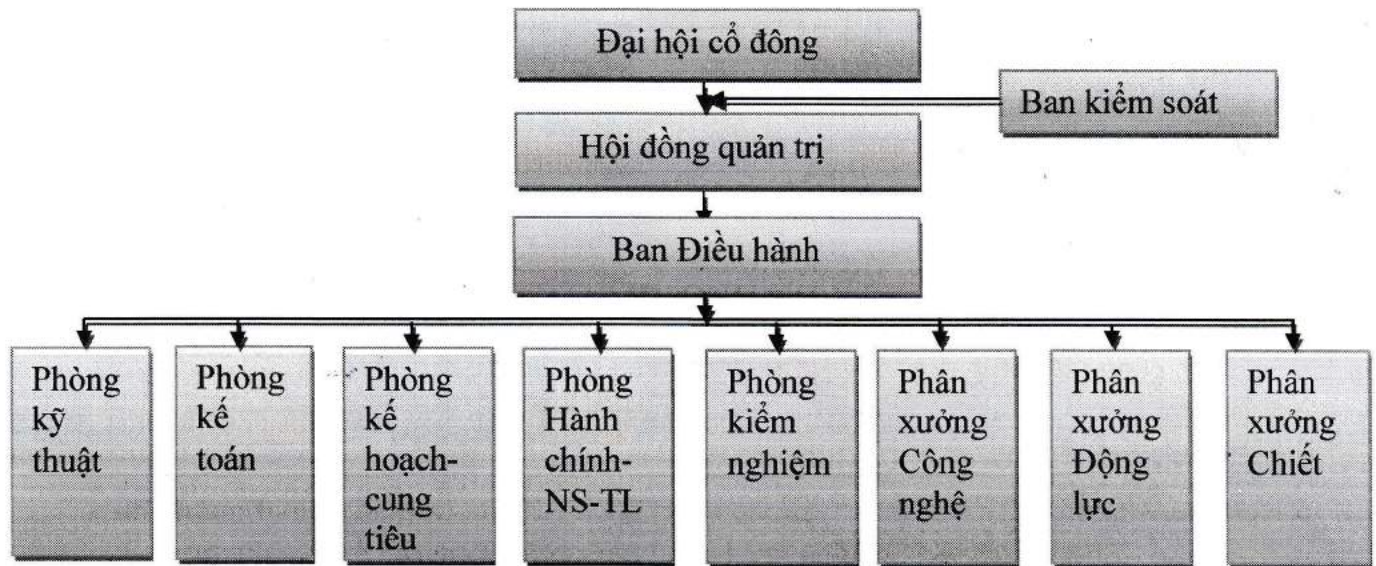 Đại hội cổ đông
Ban kiểm soát
Hội đồng quản trị
Ban Điều hành
Phòng
kỹ
thuật
Phòng
kế
toán
Phòng
kế
hoạch-
cung
tiêu
Phòng
Hành
chính-
NS-TL
Phòng
kiểm
nghiệm
Phân
xưởng
Công
nghệ
Phân
xưởng
Động
lực
Phân
xưởng
Chiết